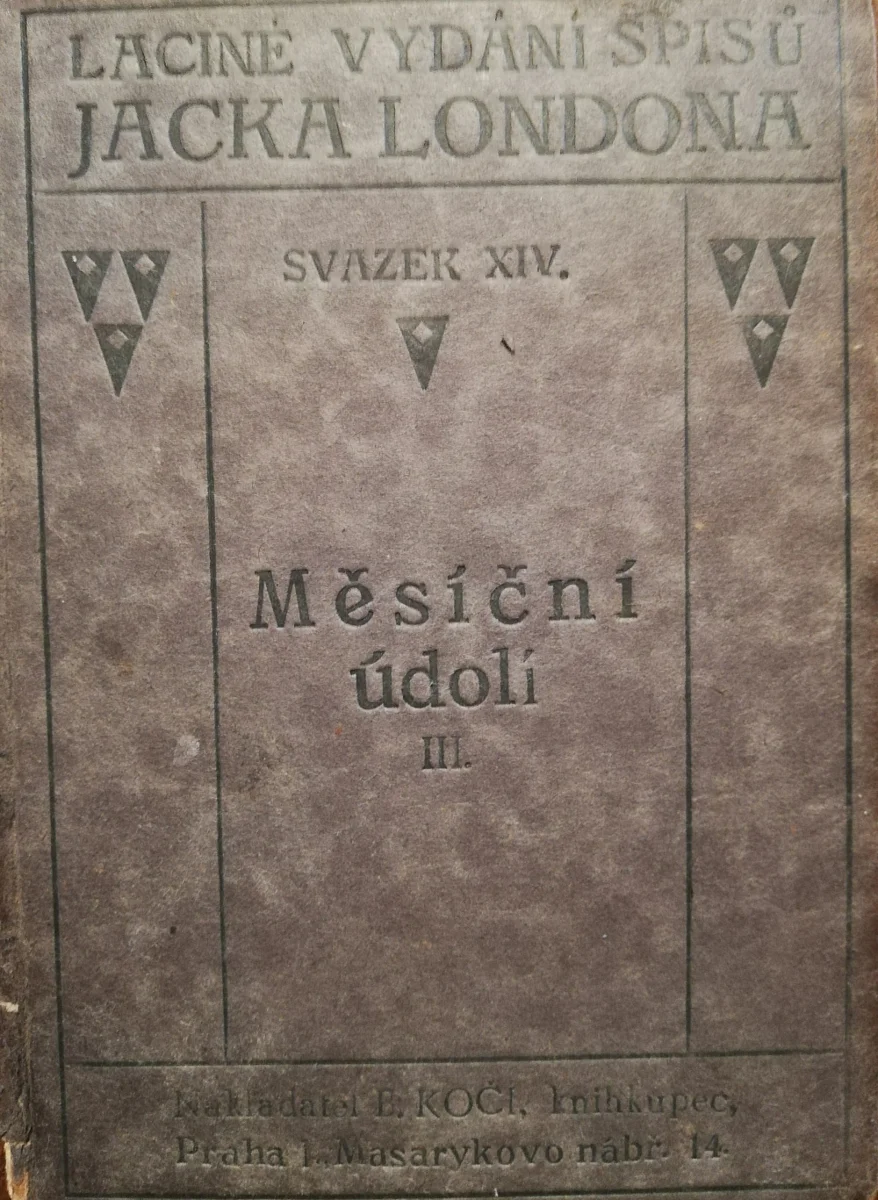 LACINÉ VYDÁNÍ SPISŮ
JACKA LONDONA
SVAZEK XIV.
Měsíční
údolí
III.
Nakladatel B. KOČÍ, knihkupec,
Praha I., Masarykovo nábř. 14.